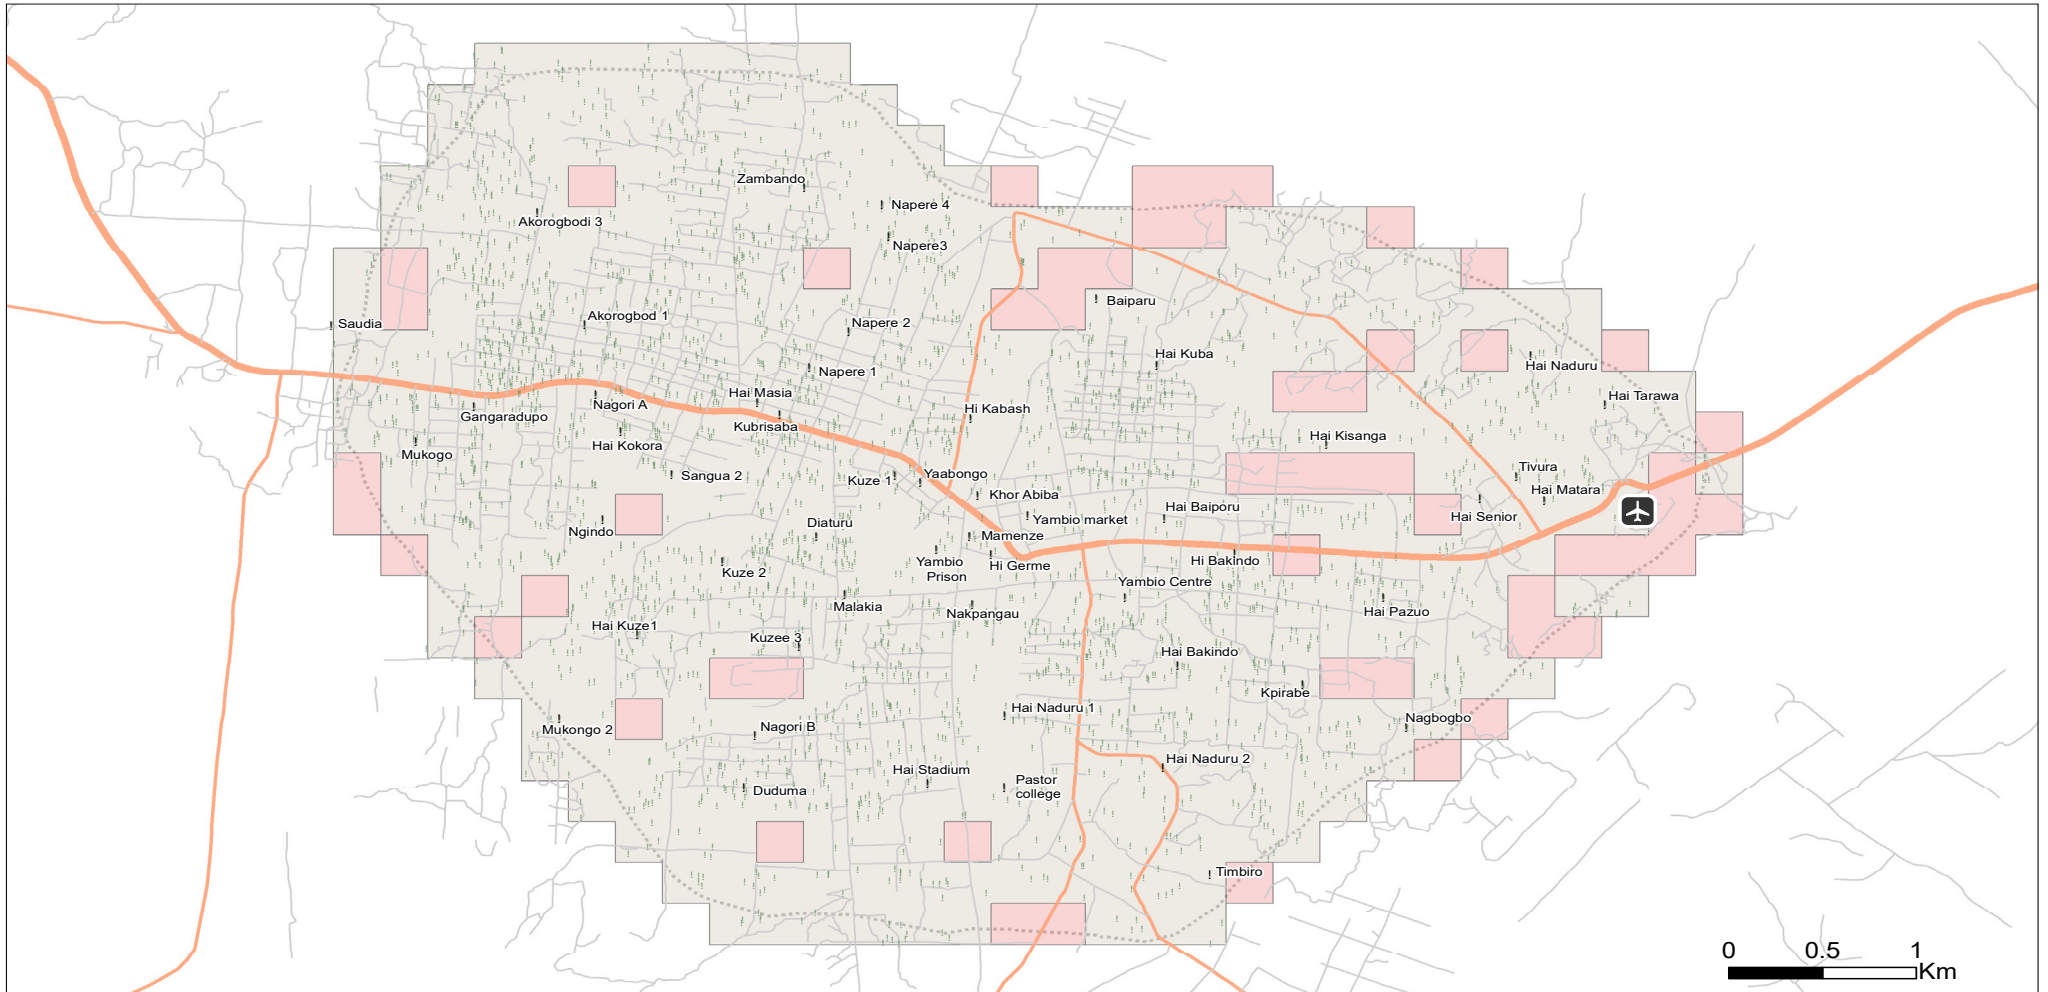 Zambando
Napere 4
Akorogbodi 3
Napere3
Baiparu
Akorogbod 1
Saudia
Napere 2
Hai Kuba
Hai Naduru
Napere 1
Hai Masia
Hai Tarawa
Nagori A
Hi Kabash
Gangaradupo
Kubrisaba
Hai Kisanga
Hai Kokora
Mukogo
Tivura
Sangua 2
Yaabongo
Kuze 1
Hai Matara
Khor Abiba
Hai Baiporu
Hai Senior
Yambio market
Diaturu
Ngindo
Mamenze
Yambio
Prison
Hi Germe
Hi Bakindo
Kuze 2
Yambio Centre
Malakia
Nakpangau
Hai Pazuo
Hai Kuze1
Kuzee 3
Hai Bakindo
Kpirabe
Hai Naduru 1
Nagbogbo
Mukongo 2
Nagori B
Hai Naduru 2
Hai Stadium
Pastor
college
Duduma
Timbiro
0 0.5 1
Km